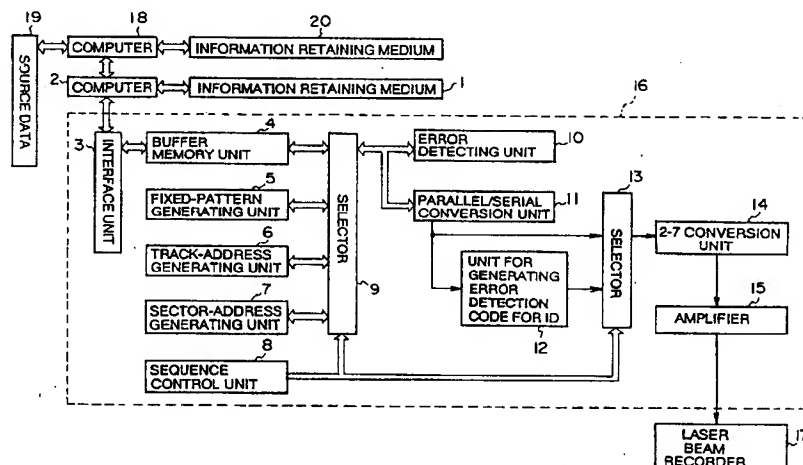 19
18
20
SOURCE DATA
COMPUTER
INFORMATION RETAINING MEDIUM
2
COMPUTER
INFORMATION RETAINING MEDIUM
1
16
3
INTERFACE UNIT
4
BUFFER
MEMORY UNIT
5
FIXED-PATTERN
GENERATING UNIT
6
TRACK-ADDRESS
GENERATING UNIT
7
SECTOR-ADDRESS
GENERATING UNIT
8
SEQUENCE
CONTROL UNIT
SELECTOR
9
ERROR
DETECTING UNIT
10
PARALLEL/SERIAL
CONVERSION UNIT
11
UNIT FOR
GENERATING
ERROR
DETECTION
CODE FOR ID
12
13
SELECTOR
14
2-7 CONVERSION
UNIT
15
AMPLIFIER
LASER
BEAM
RECORDER
17